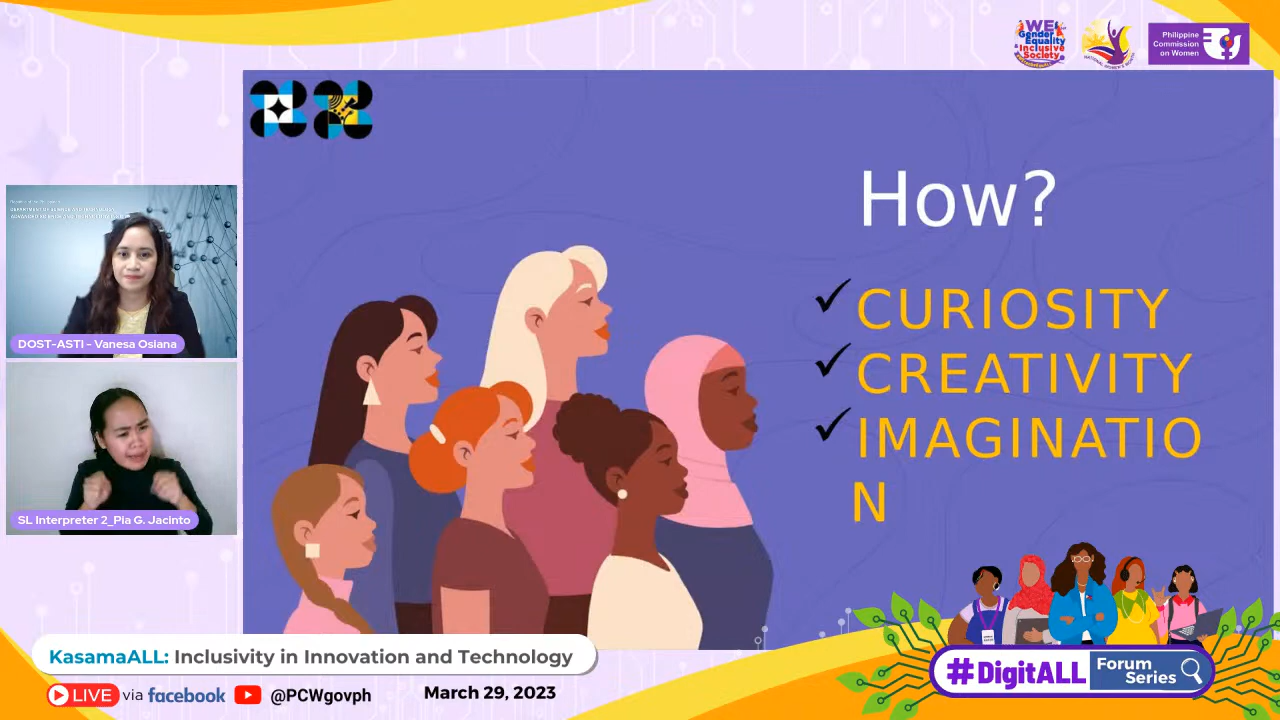 WE
Gender
Equality
Inclusive
Society
Philippine
Commission
on Women
How?
✓CURIOSITY
✓CREATIVITY
✓IMAGINATIO
N
DOST-ASTI - Vanesa Osiana
SL Interpreter 2_Pia G. Jacinto
KasamaALL: Inclusivity in Innovation and Technology
LIVE via facebook @PCWgovph March 29, 2023
#DigitALL Forum
Series